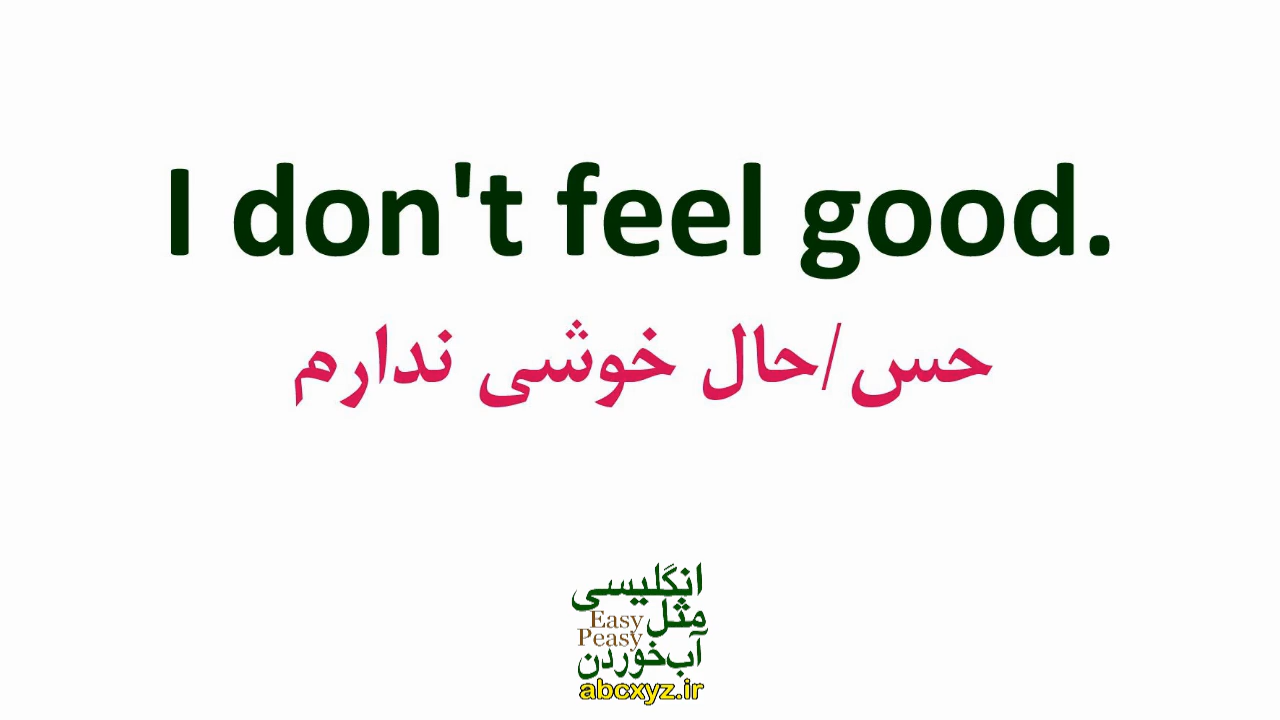 I don't feel good.
حس/حال خوشی ندارم
انگلیسی
مثل
Easy
Peasy
آب‌خوردن
abcxyz.ir